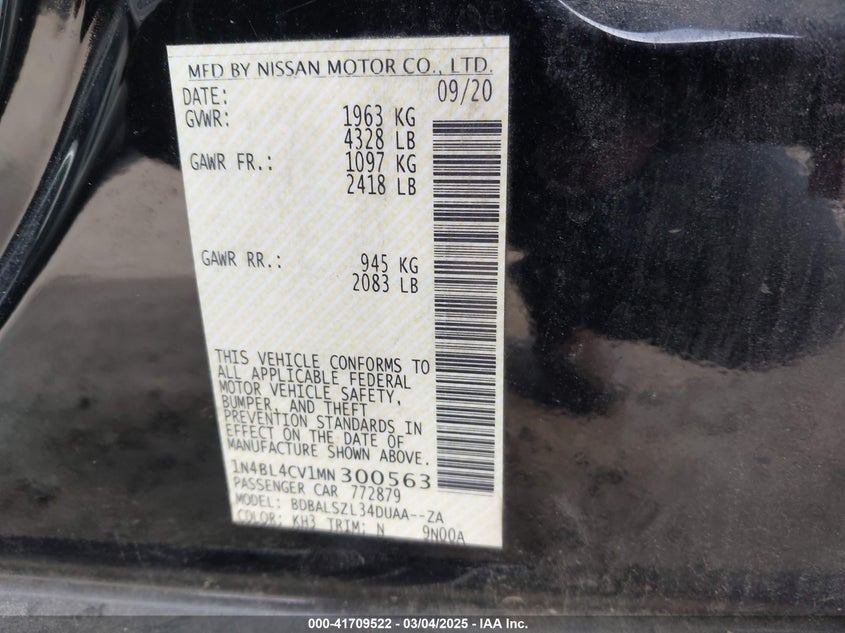 MFD BY NISSAN MOTOR CO., LTD.
DATE: 09/20
GVWR: 1963 KG
4328 LB
GAWR FR.: 1097 KG
2418 LB
GAWR RR.: 945 KG
2083 LB
THIS VEHICLE CONFORMS TO
ALL APPLICABLE FEDERAL
MOTOR VEHICLE SAFETY,
BUMPER, AND THEFT
PREVENTION STANDARDS IN
EFFECT ON THE DATE OF
MANUFACTURE SHOWN ABOVE.
1N4BL4CV1MN300563
PASSENGER CAR 772879
MODEL: BDBALSZL34DUAA--ZA
COLOR: KH3 TRIM: N 9N00A
000-41709522 - 03/04/2025 - IAA Inc.